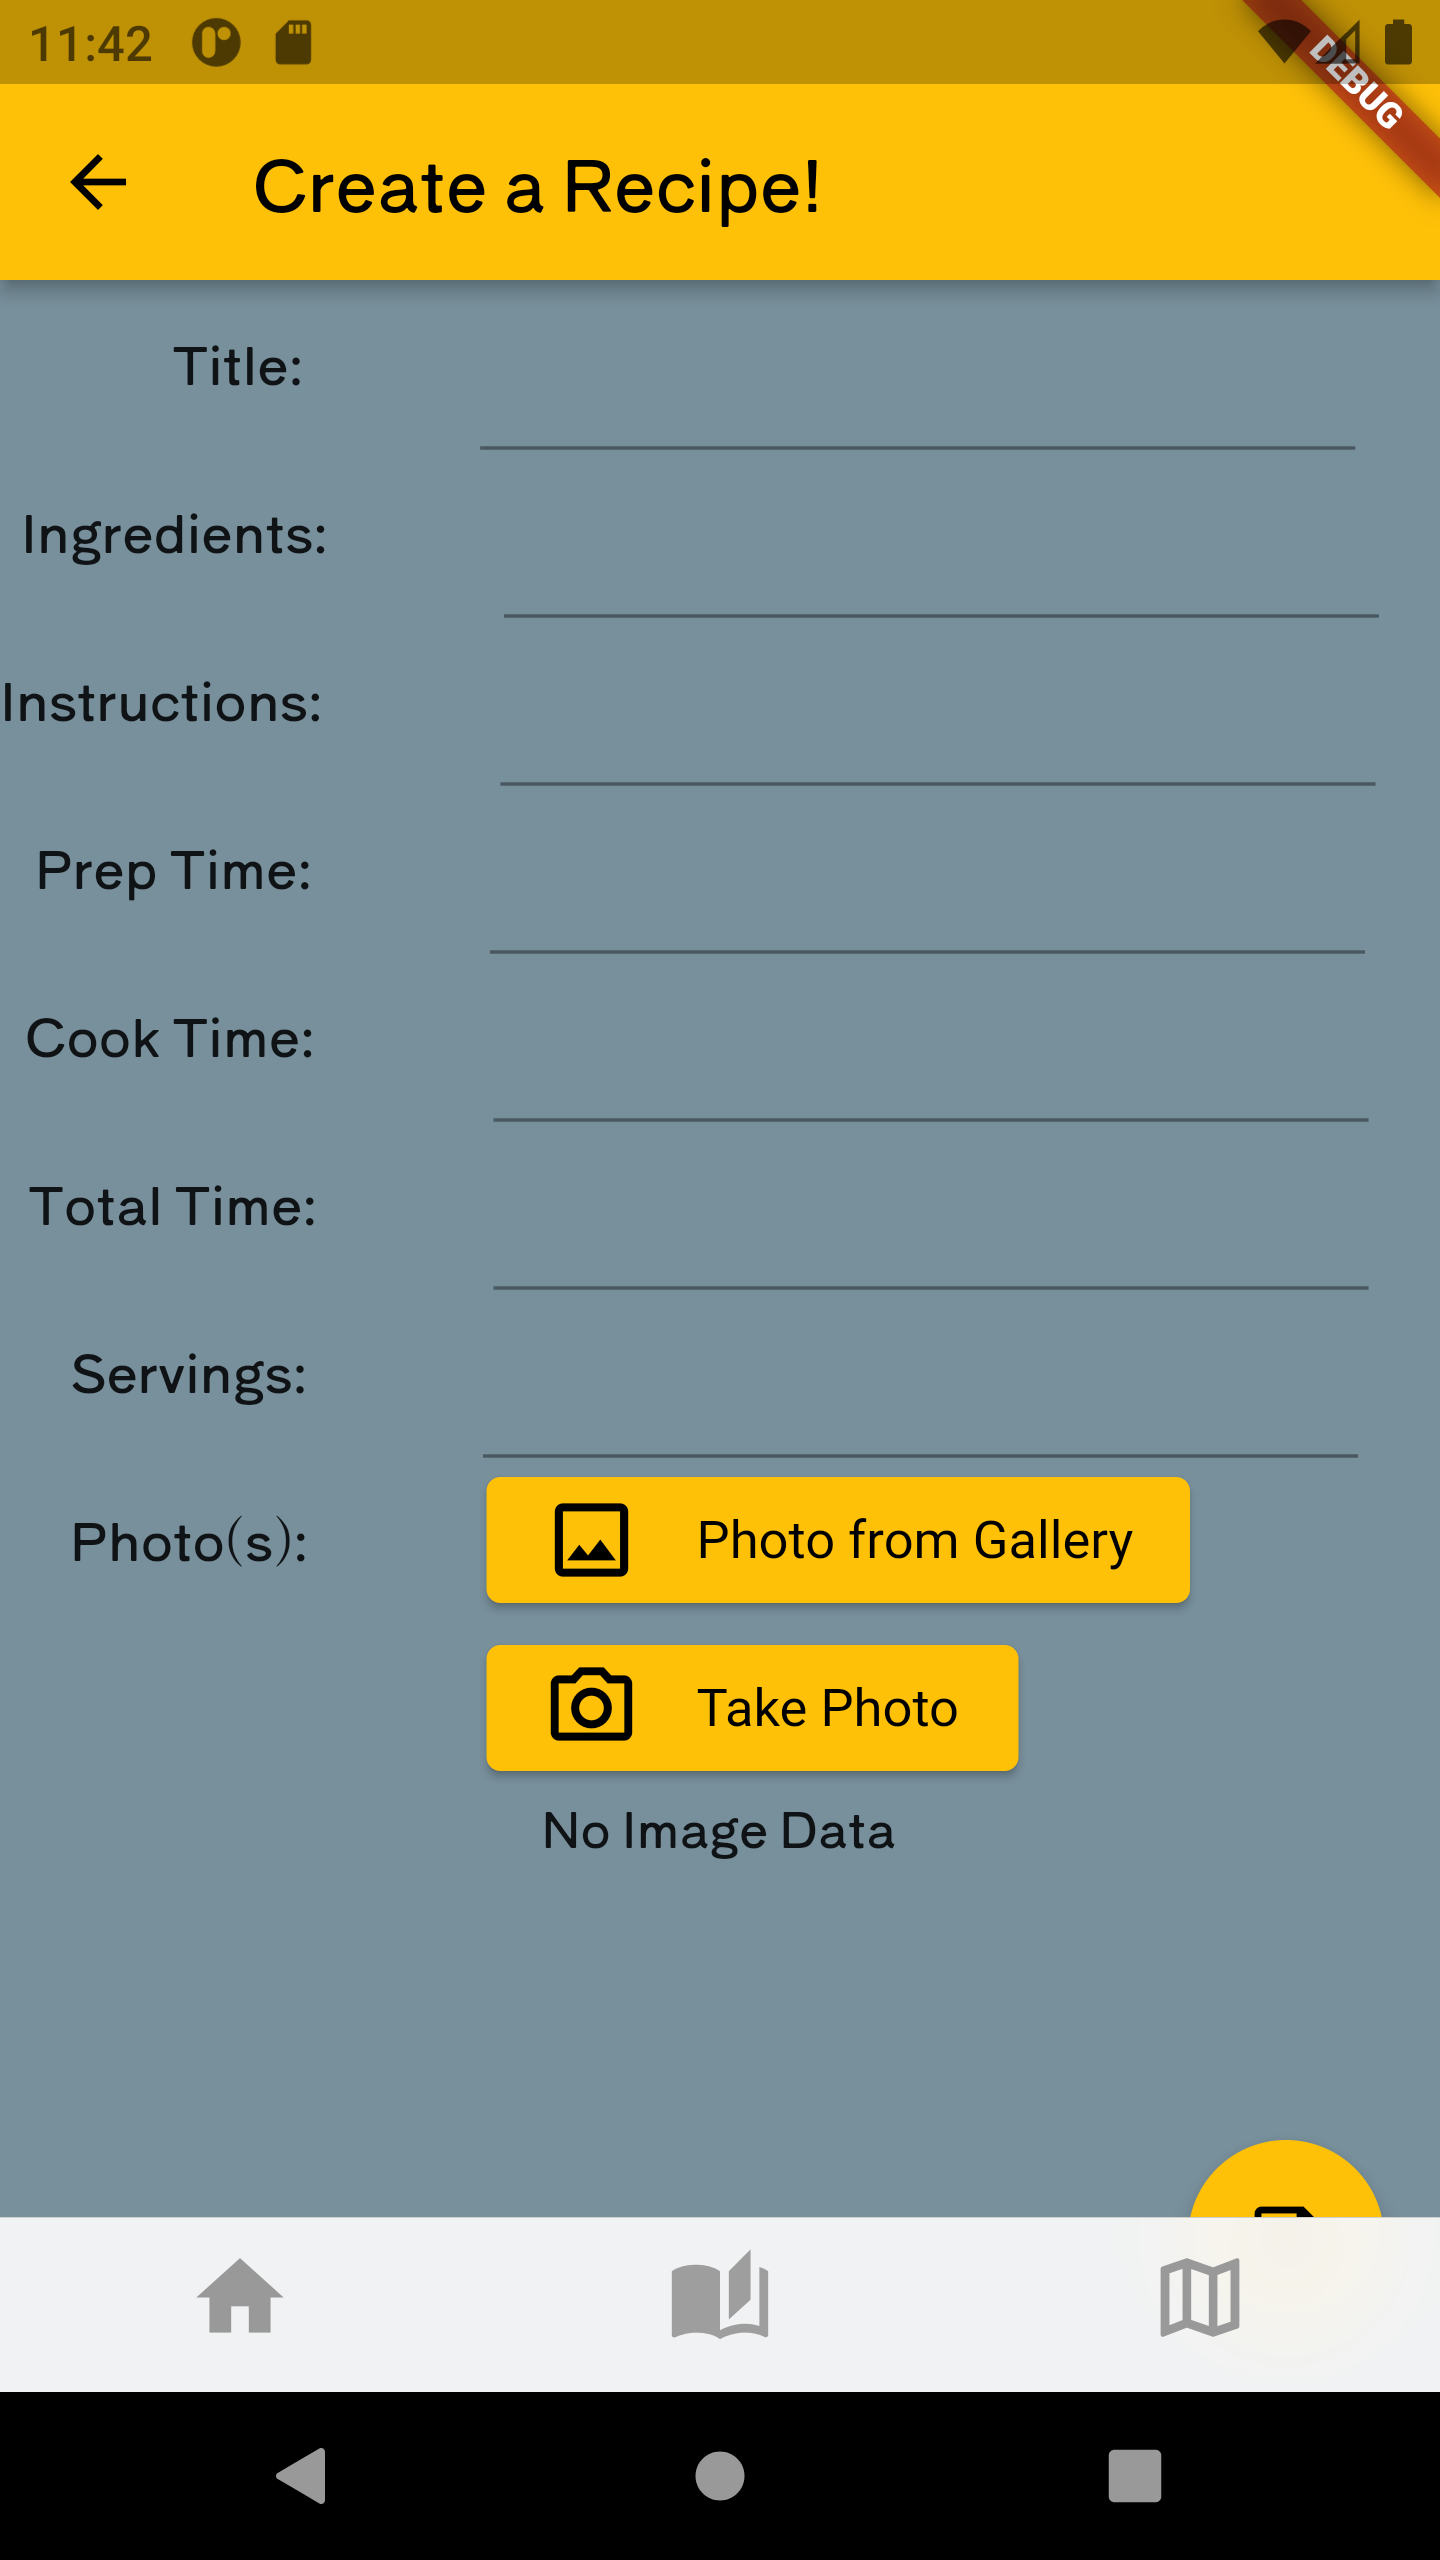 11:42
DEBUG
Create a Recipe!
Title:
Ingredients:
Instructions:
Prep Time:
Cook Time:
Total Time:
Servings:
Photo(s):
Photo from Gallery
Take Photo
No Image Data